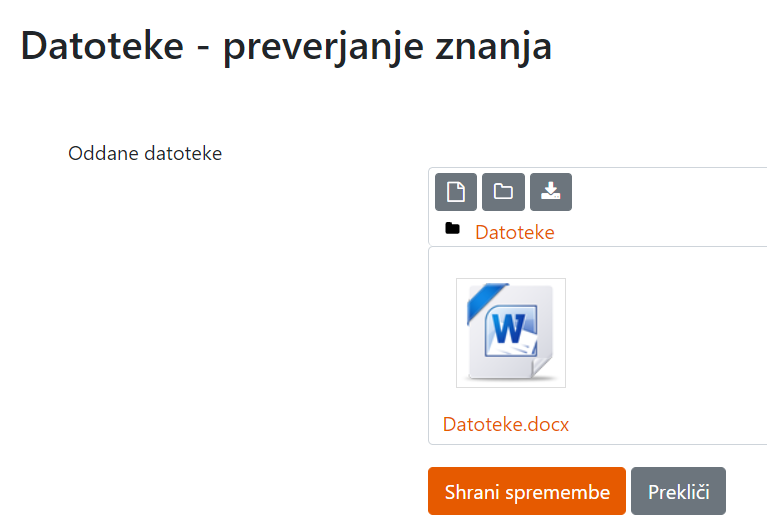 Datoteke - preverjanje znanja
Oddane datoteke
Datoteke
W
Datoteke.docx
Shrani spremembe
Prekliči